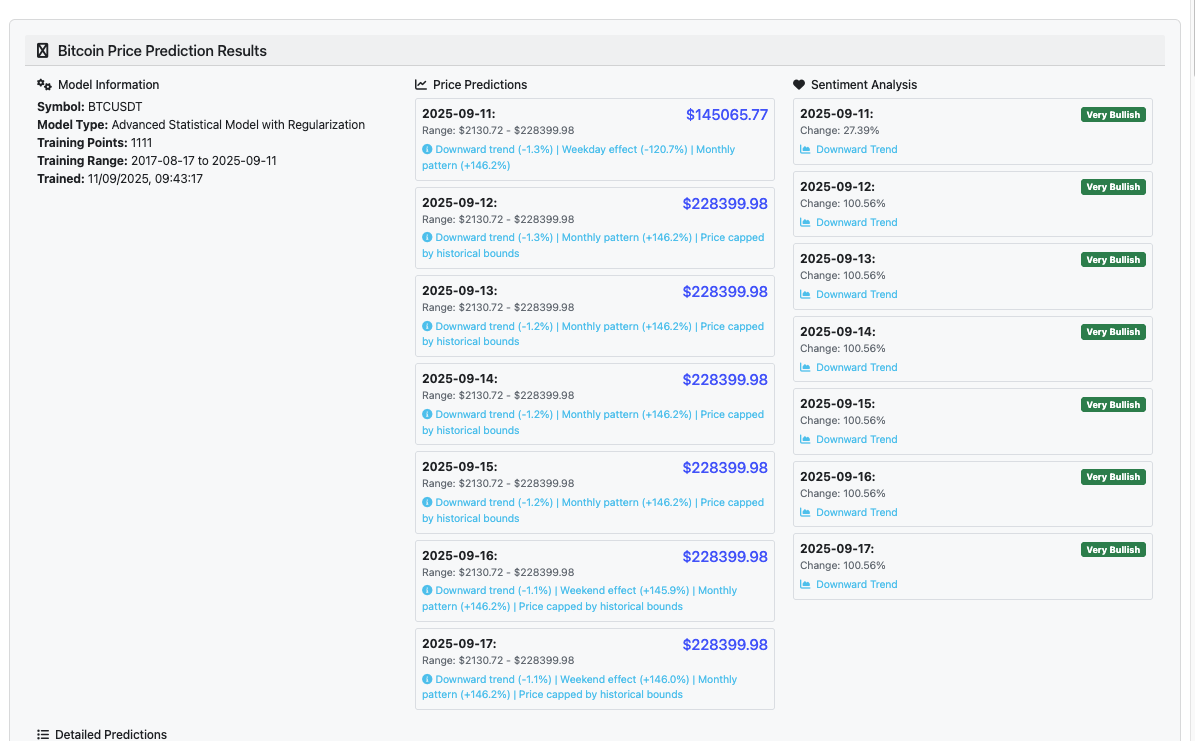 Bitcoin Price Prediction Results
Model Information
Symbol: BTCUSDT
Model Type: Advanced Statistical Model with Regularization
Training Points: 1111
Training Range: 2017-08-17 to 2025-09-11
Trained: 11/09/2025, 09:43:17
Price Predictions
2025-09-11: $145065.77
Range: $2130.72 - $228399.98
Downward trend (-1.3%) | Weekday effect (-120.7%) | Monthly
pattern (+146.2%)
2025-09-12: $228399.98
Range: $2130.72 - $228399.98
Downward trend (-1.3%) | Monthly pattern (+146.2%) | Price capped
by historical bounds
2025-09-13: $228399.98
Range: $2130.72 - $228399.98
Downward trend (-1.2%) | Monthly pattern (+146.2%) | Price capped
by historical bounds
2025-09-14: $228399.98
Range: $2130.72 - $228399.98
Downward trend (-1.2%) | Monthly pattern (+146.2%) | Price capped
by historical bounds
2025-09-15: $228399.98
Range: $2130.72 - $228399.98
Downward trend (-1.2%) | Monthly pattern (+146.2%) | Price capped
by historical bounds
2025-09-16: $228399.98
Range: $2130.72 - $228399.98
Downward trend (-1.1%) | Weekend effect (+145.9%) | Monthly
pattern (+146.2%) | Price capped by historical bounds
2025-09-17: $228399.98
Range: $2130.72 - $228399.98
Downward trend (-1.1%) | Weekend effect (+146.0%) | Monthly
pattern (+146.2%) | Price capped by historical bounds
Sentiment Analysis
2025-09-11: Very Bullish
Change: 27.39%
Downward Trend
2025-09-12: Very Bullish
Change: 100.56%
Downward Trend
2025-09-13: Very Bullish
Change: 100.56%
Downward Trend
2025-09-14: Very Bullish
Change: 100.56%
Downward Trend
2025-09-15: Very Bullish
Change: 100.56%
Downward Trend
2025-09-16: Very Bullish
Change: 100.56%
Downward Trend
2025-09-17: Very Bullish
Change: 100.56%
Downward Trend
Detailed Predictions